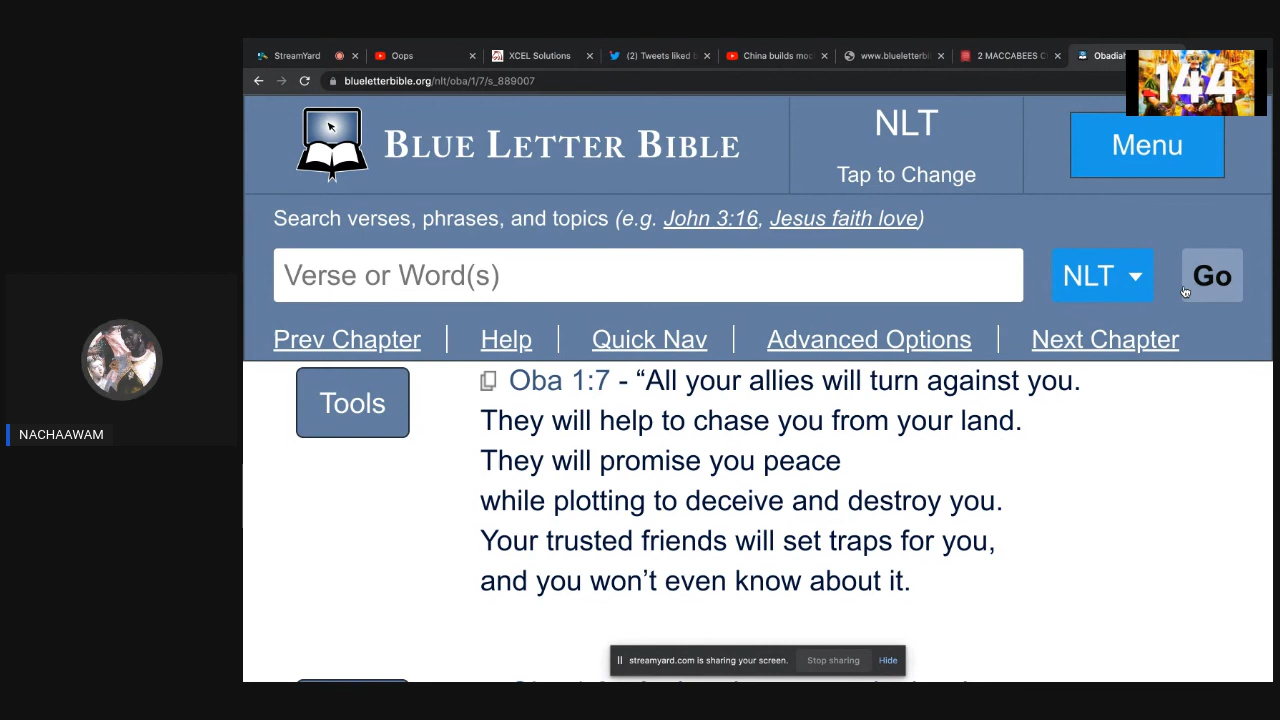 StreamYard
Oops
XCEL Solutions
(2) Tweets liked b
China builds mo
www.blueletterbi
2 MACCABEES C
Obadiah
144
blueletterbible.org/nlt/oba/1/7/s_889007
BLUE LETTER BIBLE
NLT
Tap to Change
Menu
Search verses, phrases, and topics (e.g. John 3:16, Jesus faith love)
Verse or Word(s)
NLT
Go
Prev Chapter
Help
Quick Nav
Advanced Options
Next Chapter
Tools
Oba 1:7 - “All your allies will turn against you.
They will help to chase you from your land.
They will promise you peace
while plotting to deceive and destroy you.
Your trusted friends will set traps for you,
and you won’t even know about it.
NACHAAWAM
streamyard.com is sharing your screen.
Stop sharing
Hide